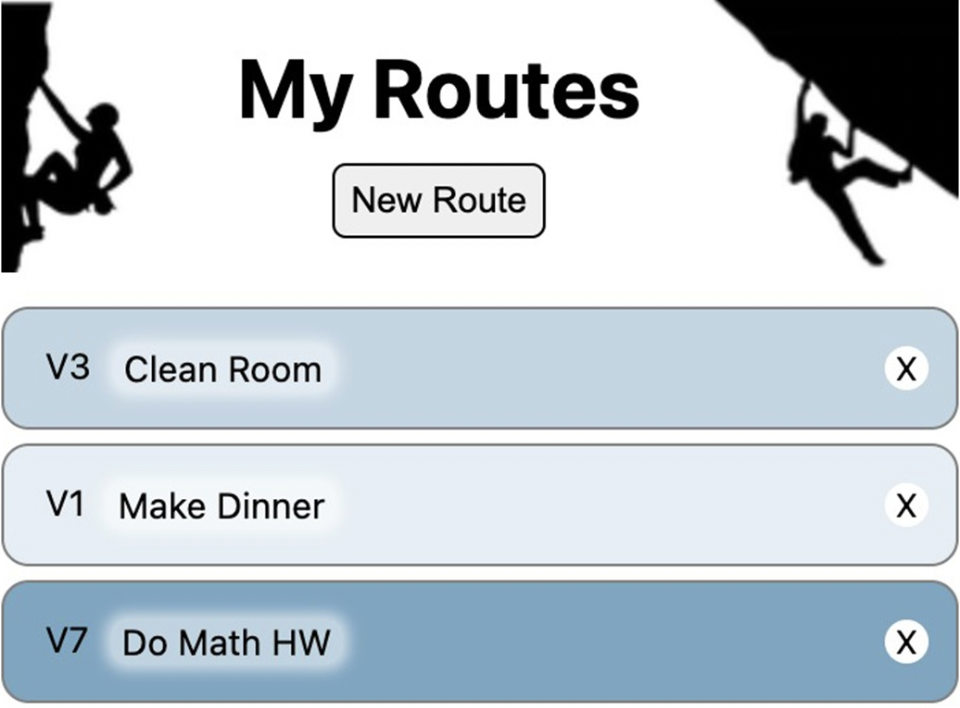 My Routes
New Route
V3 Clean Room X
V1 Make Dinner X
V7 Do Math HW X